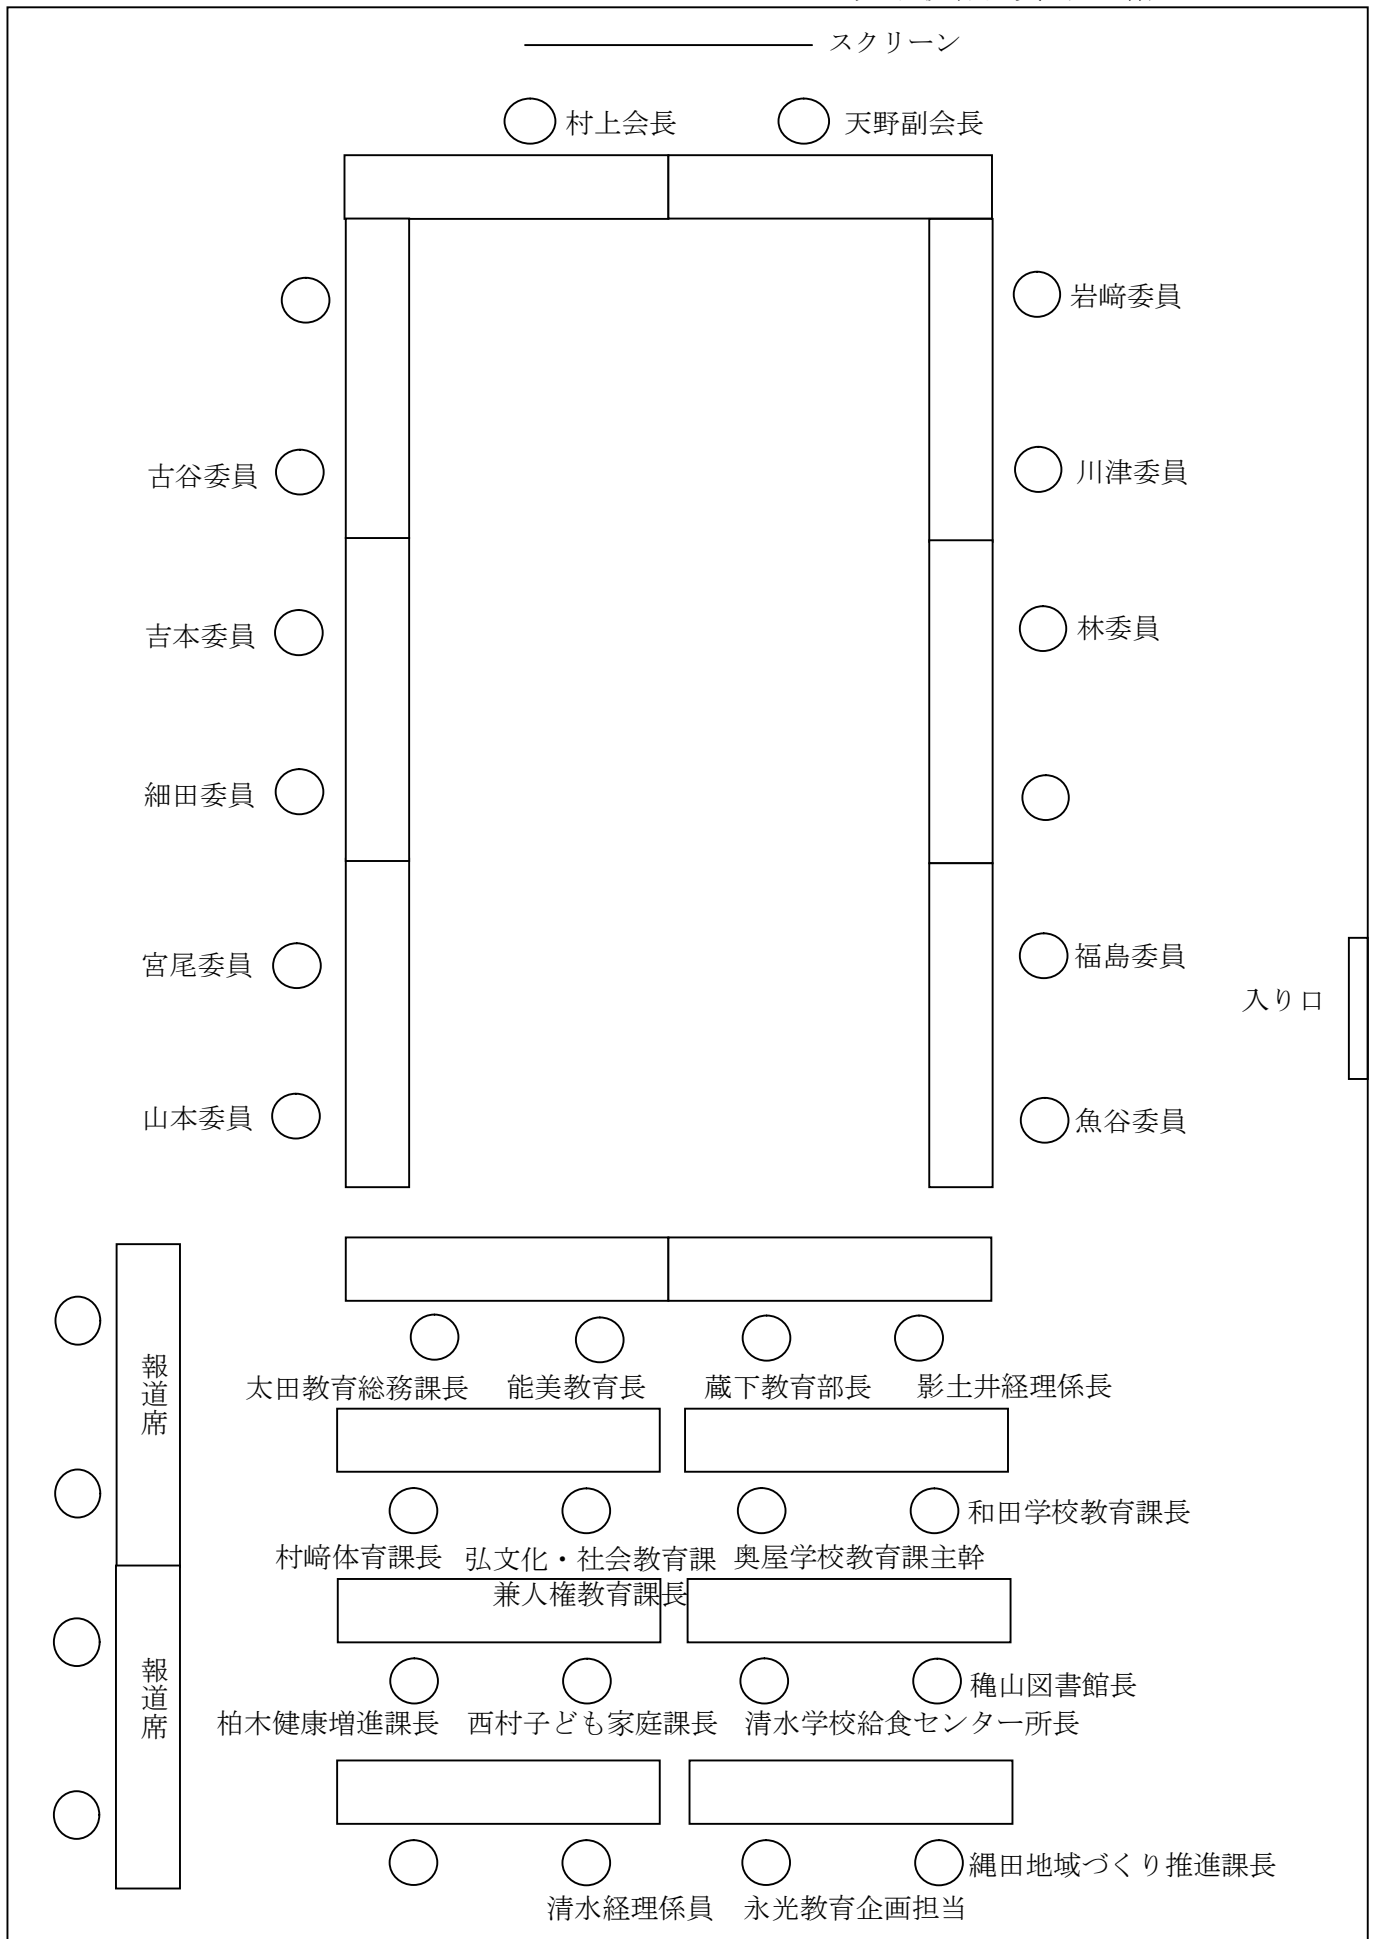 スクリーン
村上会長
天野副会長
岩﨑委員
古谷委員
川津委員
吉本委員
林委員
細田委員
宮尾委員
福島委員
入り口
山本委員
魚谷委員
報道席
太田教育総務課長
能美教育長
蔵下教育部長
影土井経理係長
和田学校教育課長
村﨑体育課長
弘文化・社会教育課
兼人権教育課長
奥屋学校教育課主幹
報道席
穐山図書館長
柏木健康増進課長
西村子ども家庭課長
清水学校給食センター所長
縄田地域づくり推進課長
清水経理係員
永光教育企画担当